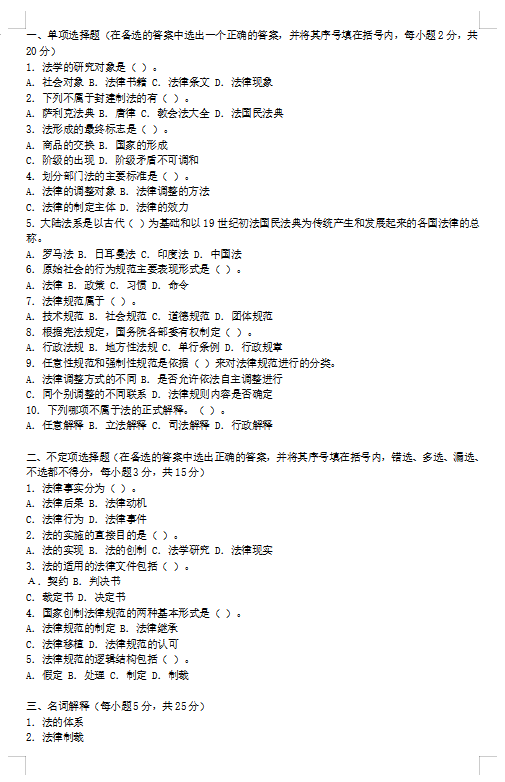 一、单项选择题（在备选的答案中选出一个正确的答案，并将其序号填在括号内，每小题 2 分，共
20 分）
1．法学的研究对象是（ ）。
A．社会对象 B．法律书籍 C．法律条文 D．法律现象
2．下列不属于封建制法的有（ ）。
A．萨利克法典 B．唐律 C．教会法大全 D．法国民法典
3．法形成的最终标志是（ ）。
A．商品的交换 B．国家的形成
C．阶级的出现 D．阶级矛盾不可调和
4．划分部门法的主要标准是（ ）。
A．法律的调整对象 B．法律调整的方法
C．法律的制定主体 D．法律的效力
5．大陆法系是以古代（ ）为基础和以 19 世纪初法国民法典为传统产生和发展起来的各国法律的总
称。
A．罗马法 B．日耳曼法 C．印度法 D．中国法
6．原始社会的行为规范主要表现形式是（ ）。
A．法律 B．政策 C．习惯 D．命令
7．法律规范属于（ ）。
A．技术规范 B．社会规范 C．道德规范 D．团体规范
8．根据宪法规定，国务院各部委有权制定（ ）。
A．行政法规 B．地方性法规 C．单行条例 D．行政规章
9．任意性规范和强制性规范是依据（ ）来对法律规范进行的分类。
A．法律调整方式的不同 B．是否允许依法自主调整进行
C．同个别调整的不同联系 D．法律规则内容是否确定
10．下列哪项不属于法的正式解释。（ ）。
A．任意解释 B．立法解释 C．司法解释 D．行政解释
二、不定项选择题（在备选的答案中选出正确的答案，并将其序号填在括号内，错选、多选、漏选、
不选都不得分，每小题 3 分，共 15 分）
1．法律事实分为（ ）。
A．法律后果 B．法律动机
C．法律行为 D．法律事件
2．法的实施的直接目的是（ ）。
A．法的实现 B．法的创制 C．法学研究 D．法律现实
3．法的适用的法律文件包括（ ）。
A．契约 B．判决书
C．裁定书 D．决定书
4．国家创制法律规范的两种基本形式是（ ）。
A．法律规范的制定 B．法律继承
C．法律移植 D．法律规范的认可
5．法律规范的逻辑结构包括（ ）。
A．假定 B．处理 C．制定 D．制裁
三、名词解释（每小题 5 分，共 25 分）
1．法的体系
2．法律制裁